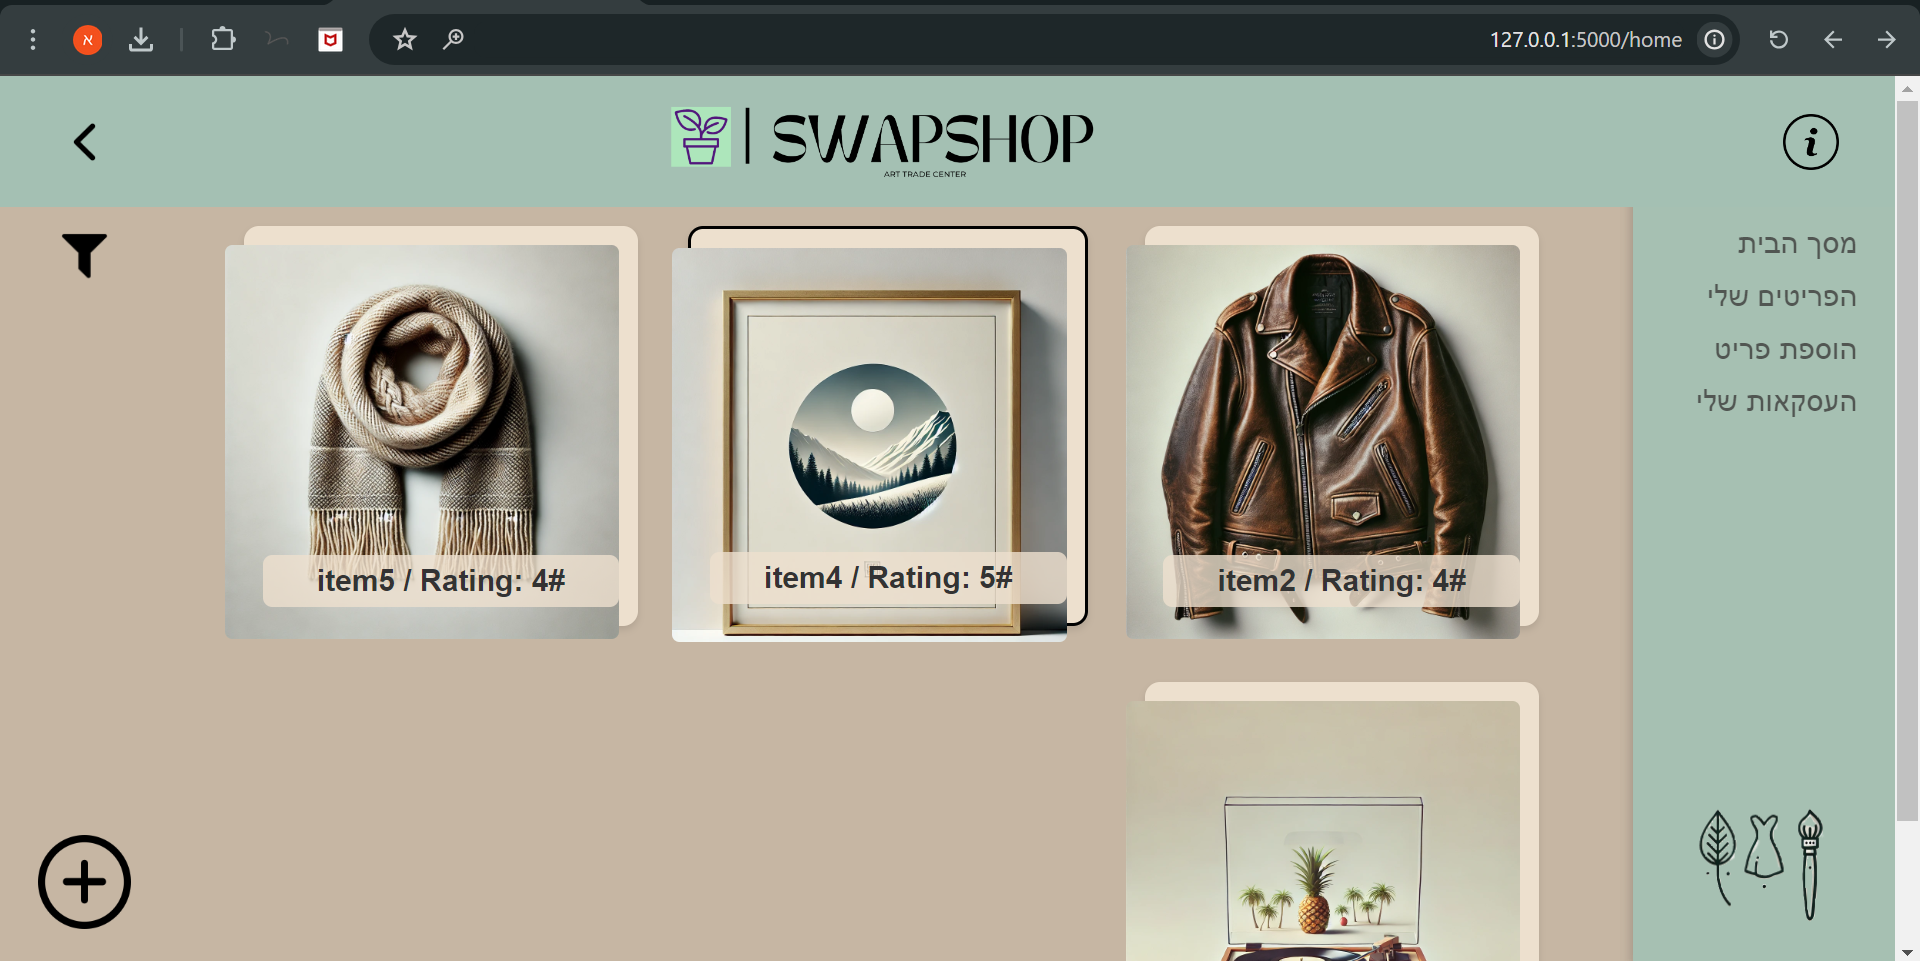 127.0.0.1:5000/home
א
SWAPSHOP
ART TRADE CENTER
מסך הבית
הפריטים שלי
הוספת פריט
העסקאות שלי
item2 / Rating: 4#
item4 / Rating: 5#
item5 / Rating: 4#